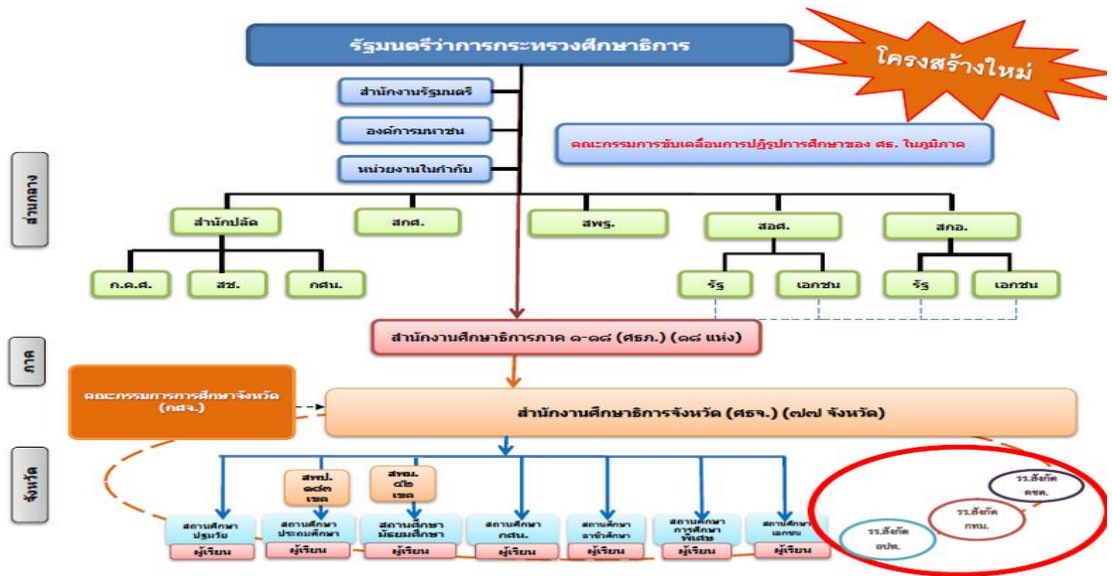 รัฐมนตรีว่าการกระทรวงศึกษาธิการ
โครงสร้างใหม่
สำนักงานรัฐมนตรี
องค์การมหาชน
คณะกรรมการขับเคลื่อนการปฏิรูปการศึกษาของ ศธ. ในภูมิภาค
หน่วยงานในกำกับ
ส่วนกลาง
สำนักปลัด
สกศ.
สพฐ.
สอศ.
สกอ.
ก.ค.ศ.
สช.
กศน.
รัฐ
เอกชน
รัฐ
เอกชน
ภาค
สำนักงานศึกษาธิการภาค ๑-๑๘ (ศธภ.) (๑๘ แห่ง)
คณะกรรมการการศึกษาจังหวัด
(กศจ.)
สำนักงานศึกษาธิการจังหวัด (ศธจ.) (๗๗ จังหวัด)
จังหวัด
สพป.
๑๘๓
เขต
สพม.
๔๒
เขต
รร.สังกัด
ตชด.
รร.สังกัด
กทม.
รร.สังกัด
อปท.
สถานศึกษา
ปฐมวัย
สถานศึกษา
ประถมศึกษา
สถานศึกษา
มัธยมศึกษา
สถานศึกษา
กศน.
สถานศึกษา
อาชีวศึกษา
สถานศึกษา
การศึกษา
พิเศษ
สถานศึกษา
เอกชน
ผู้เรียน
ผู้เรียน
ผู้เรียน
ผู้เรียน
ผู้เรียน
ผู้เรียน
ผู้เรียน